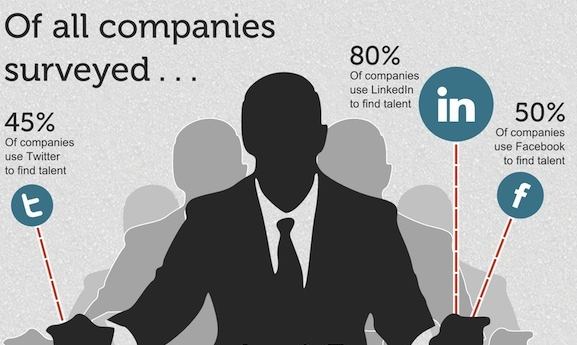 Of all companies
surveyed . . .
45%
Of companies
use Twitter
to find talent
t
80%
Of companies
use LinkedIn
to find talent
in
50%
Of companies
use Facebook
to find talent
f